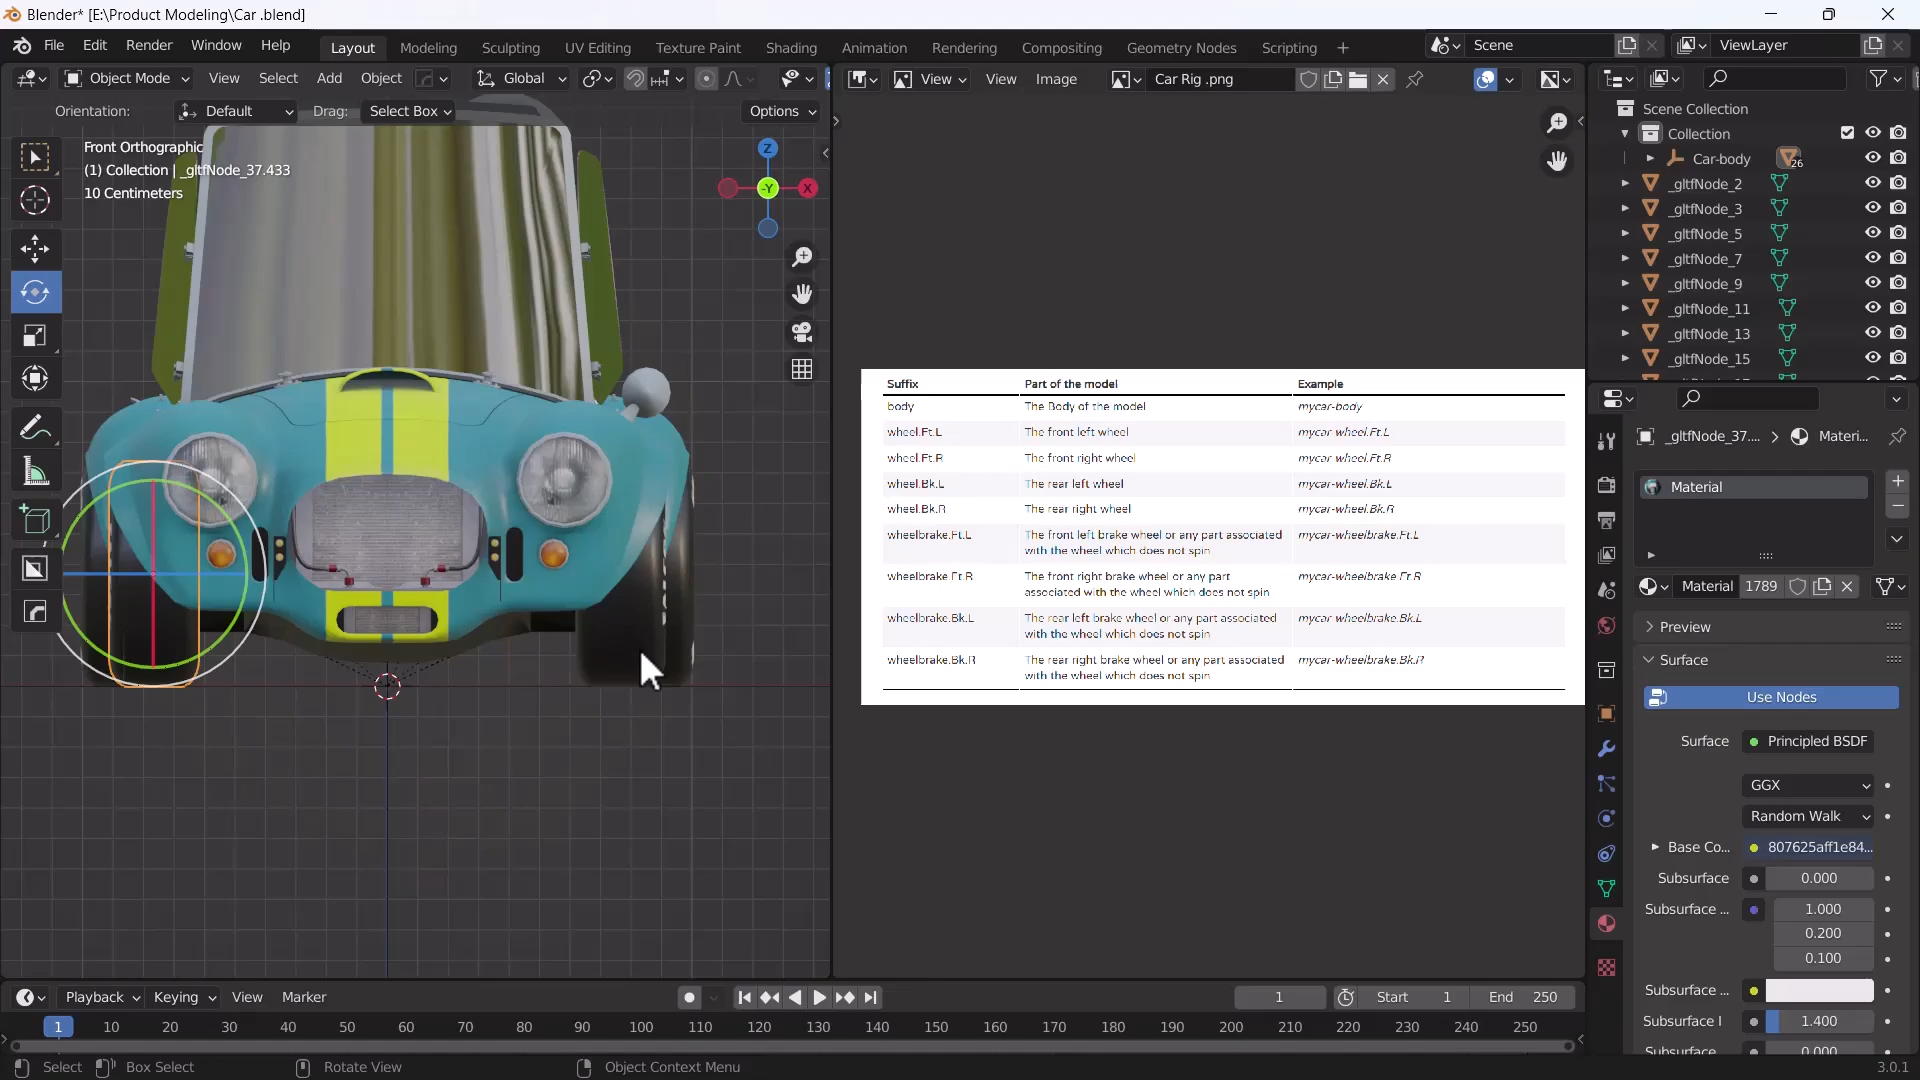 Blender* [E:\Product Modeling\Car .blend]
File Edit Render Window Help Layout Modeling Sculpting UV Editing Texture Paint Shading Animation Rendering Compositing Geometry Nodes Scripting + Scene ViewLayer
Object Mode View Select Add Object Global View View Image Car Rig .png
Orientation: Default Drag: Select Box Options
Front Orthographic
(1) Collection | _gltfNode_37.433
10 Centimeters
Z
-Y
X
Suffix Part of the model Example
body The Body of the model mycar-body
wheel.Ft.L The front left wheel mycar-wheel.Ft.L
wheel.Ft.R The front right wheel mycar-wheel.Ft.R
wheel.Bk.L The rear left wheel mycar-wheel.Bk.L
wheel.Bk.R The rear right wheel mycar-wheel.Bk.R
wheelbrake.Ft.L The front left brake wheel or any part associated mycar-wheelbrake.Ft.L
with the wheel which does not spin
wheelbrake.Ft.R The front right brake wheel or any part mycar-wheelbrake.Ft.R
associated with the wheel which does not spin
wheelbrake.Bk.L The rear left brake wheel or any part associated mycar-wheelbrake.Bk.L
with the wheel which does not spin
wheelbrake.Bk.R The rear right brake wheel or any part associated mycar-wheelbrake.Bk.R
with the wheel which does not spin
Scene Collection
Collection
Car-body 26
_gltfNode_2
_gltfNode_3
_gltfNode_5
_gltfNode_7
_gltfNode_9
_gltfNode_11
_gltfNode_13
_gltfNode_15
_gltfNode_37.... Materi...
Material
Material 1789
Preview
Surface
Use Nodes
Surface Principled BSDF
GGX
Random Walk
Base Co... 807625aff1e84...
Subsurface 0.000
Subsurface ... 1.000
0.200
0.100
Subsurface ...
Subsurface I 1.400
Subsurface 0.000
Playback Keying View Marker 1 Start 1 End 250
1 10 20 30 40 50 60 70 80 90 100 110 120 130 140 150 160 170 180 190 200 210 220 230 240 250
Select Box Select Rotate View Object Context Menu 3.0.1